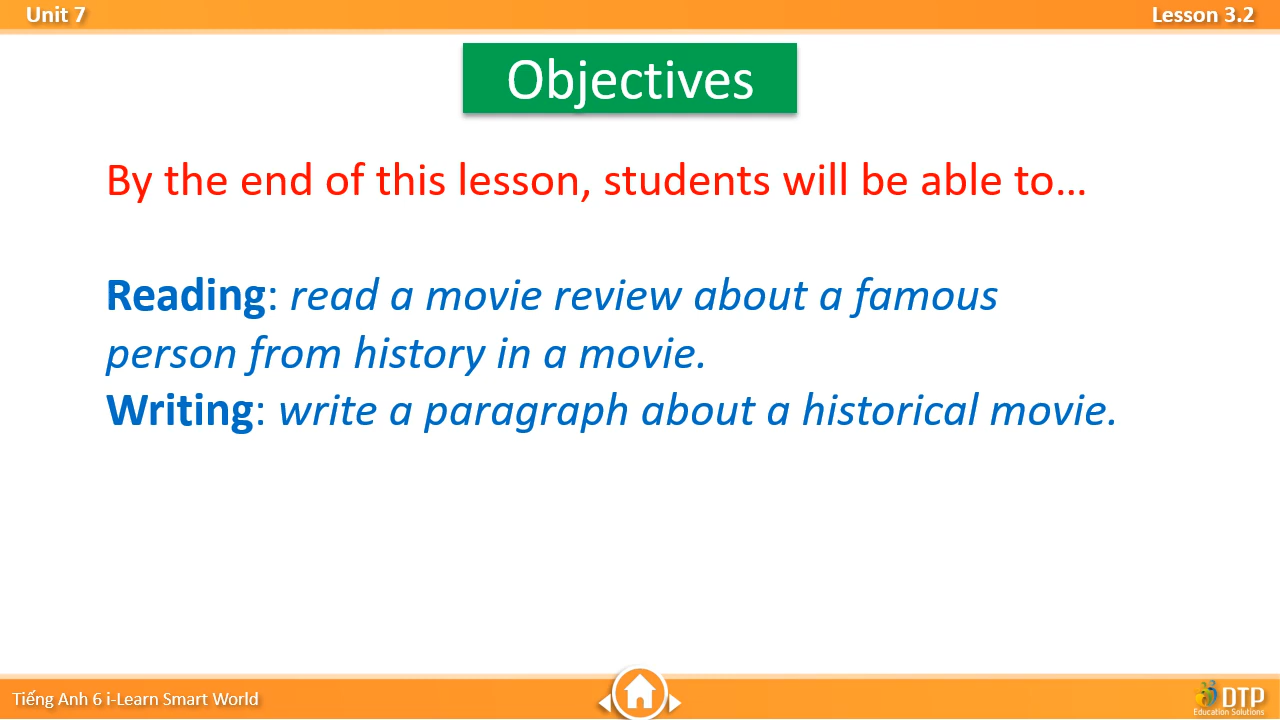 Unit 7
Lesson 3.2
Objectives
By the end of this lesson, students will be able to…
Reading: read a movie review about a famous
person from history in a movie.
Writing: write a paragraph about a historical movie.
Tiếng Anh 6 i-Learn Smart World
DTP
Education Solutions